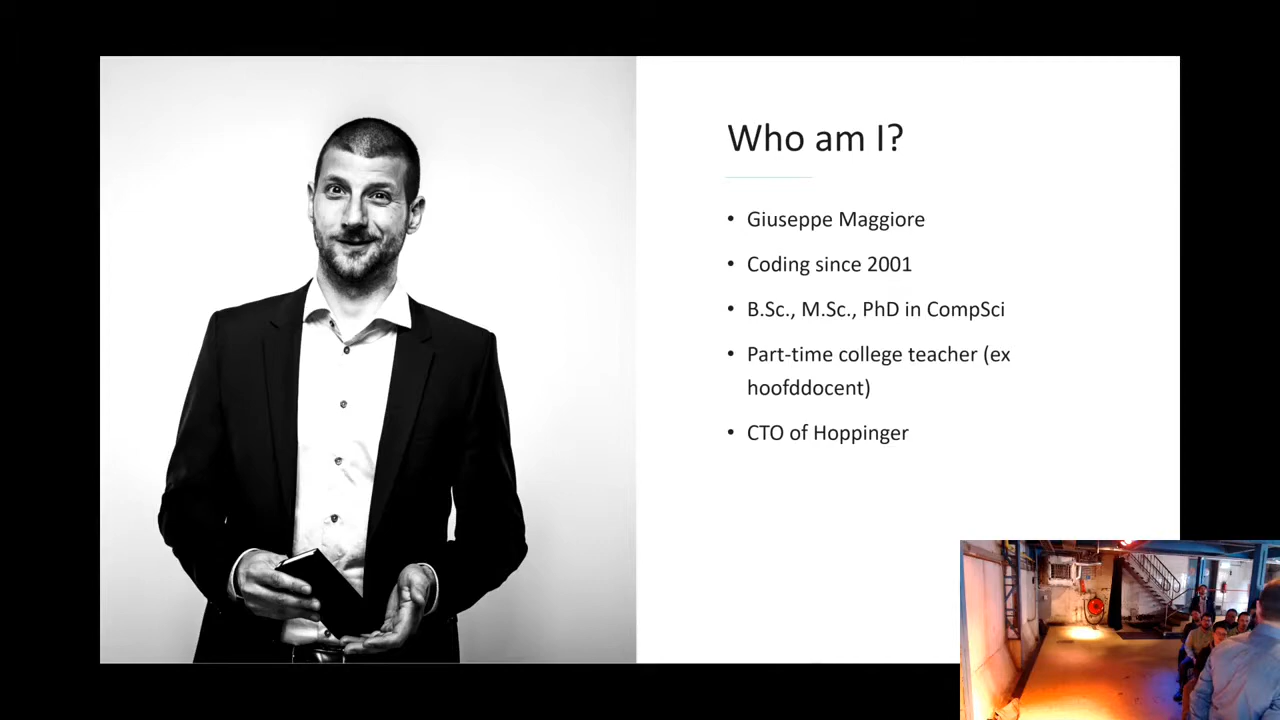 Who am I?
• Giuseppe Maggiore
• Coding since 2001
• B.Sc., M.Sc., PhD in CompSci
• Part-time college teacher (ex
hoofddocent)
• CTO of Hoppinger